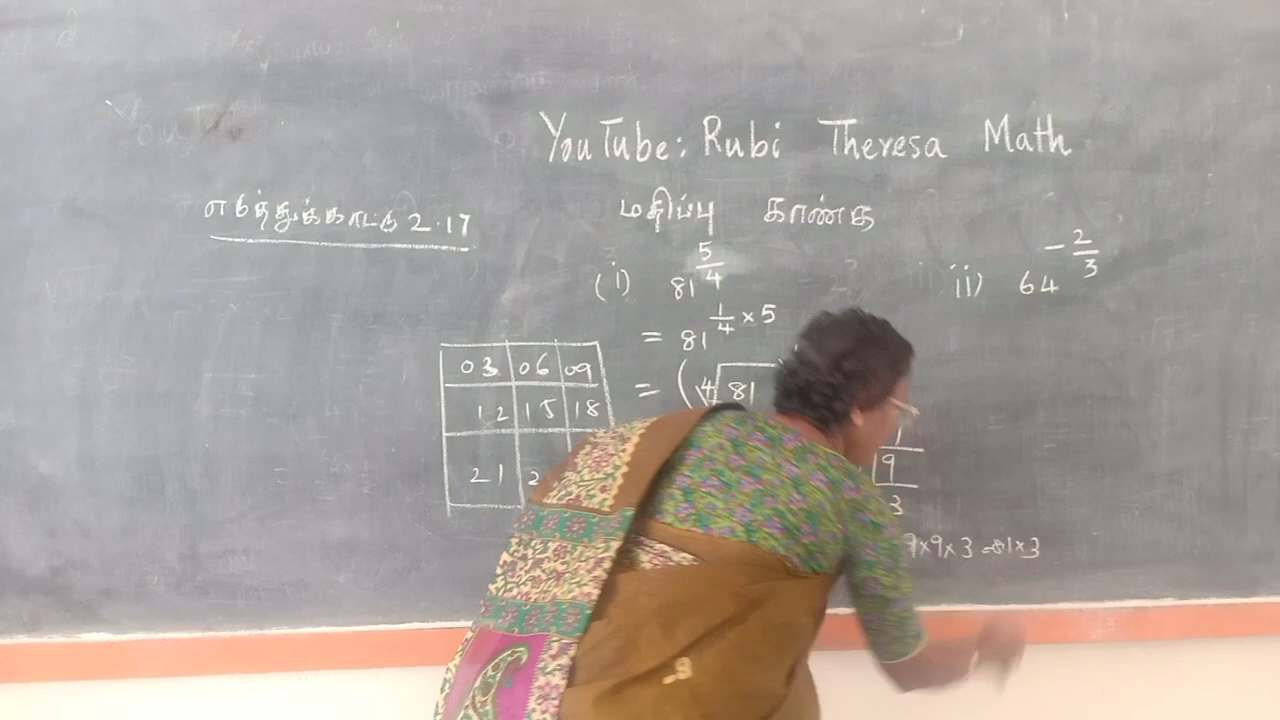 YouTube: Rubi Theresa Math
எடுத்துக்காட்டு 2.17
மதிப்பு காண்க
(i) 81^(5/4)
= 81^(1/4 × 5)
= (∜81
ii) 64^(-2/3)
03 06 09
12 15 18
21 2
9
3
9×9×3 =81×3